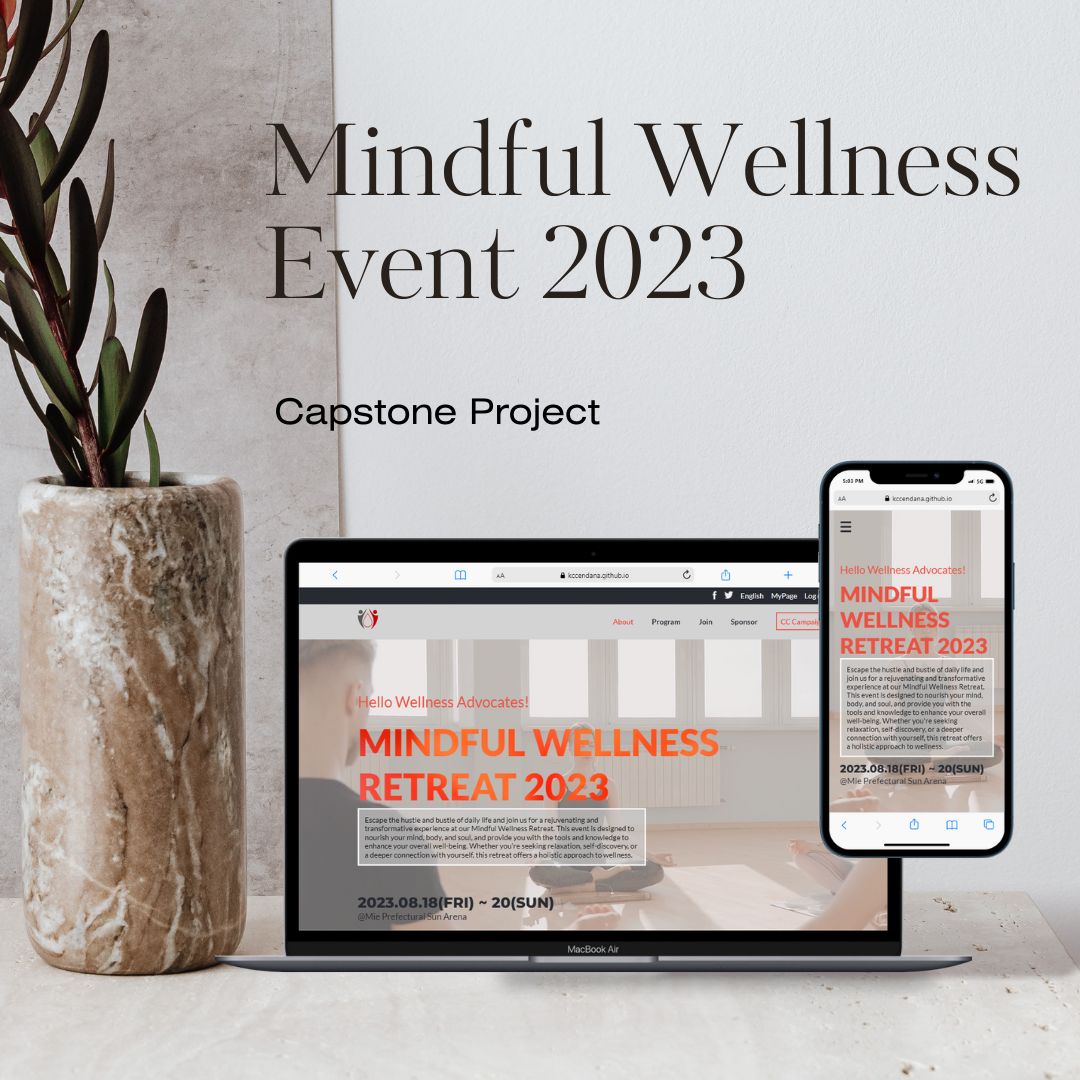 Mindful Wellness
Event 2023
Capstone Project
AA
kccendana.github.io
English MyPage
About Program Join Sponsor
Hello Wellness Advocates!
MINDFUL WELLNESS
RETREAT 2023
Escape the hustle and bustle of daily life and join us for a rejuvenating and
transformative experience at our Mindful Wellness Retreat. This event is designed to
nourish your mind, body, and soul, and provide you with the tools and knowledge to
enhance your overall well-being. Whether you're seeking relaxation, self-discovery, or
a deeper connection with yourself, this retreat offers a holistic approach to wellness.
2023.08.18(FRI) ~ 20(SUN)
@Mie Prefectural Sun Arena
MacBook Air
5:03 PM 5G
AA kccendana.github.io
Hello Wellness Advocates!
MINDFUL
WELLNESS
RETREAT 2023
Escape the hustle and bustle of daily life and
join us for a rejuvenating and transformative
experience at our Mindful Wellness Retreat.
This event is designed to nourish your mind,
body, and soul, and provide you with the
tools and knowledge to enhance your overall
well-being. Whether you're seeking
relaxation, self-discovery, or a deeper
connection with yourself, this retreat offers
a holistic approach to wellness.
2023.08.18(FRI) ~ 20(SUN)
@Mie Prefectural Sun Arena